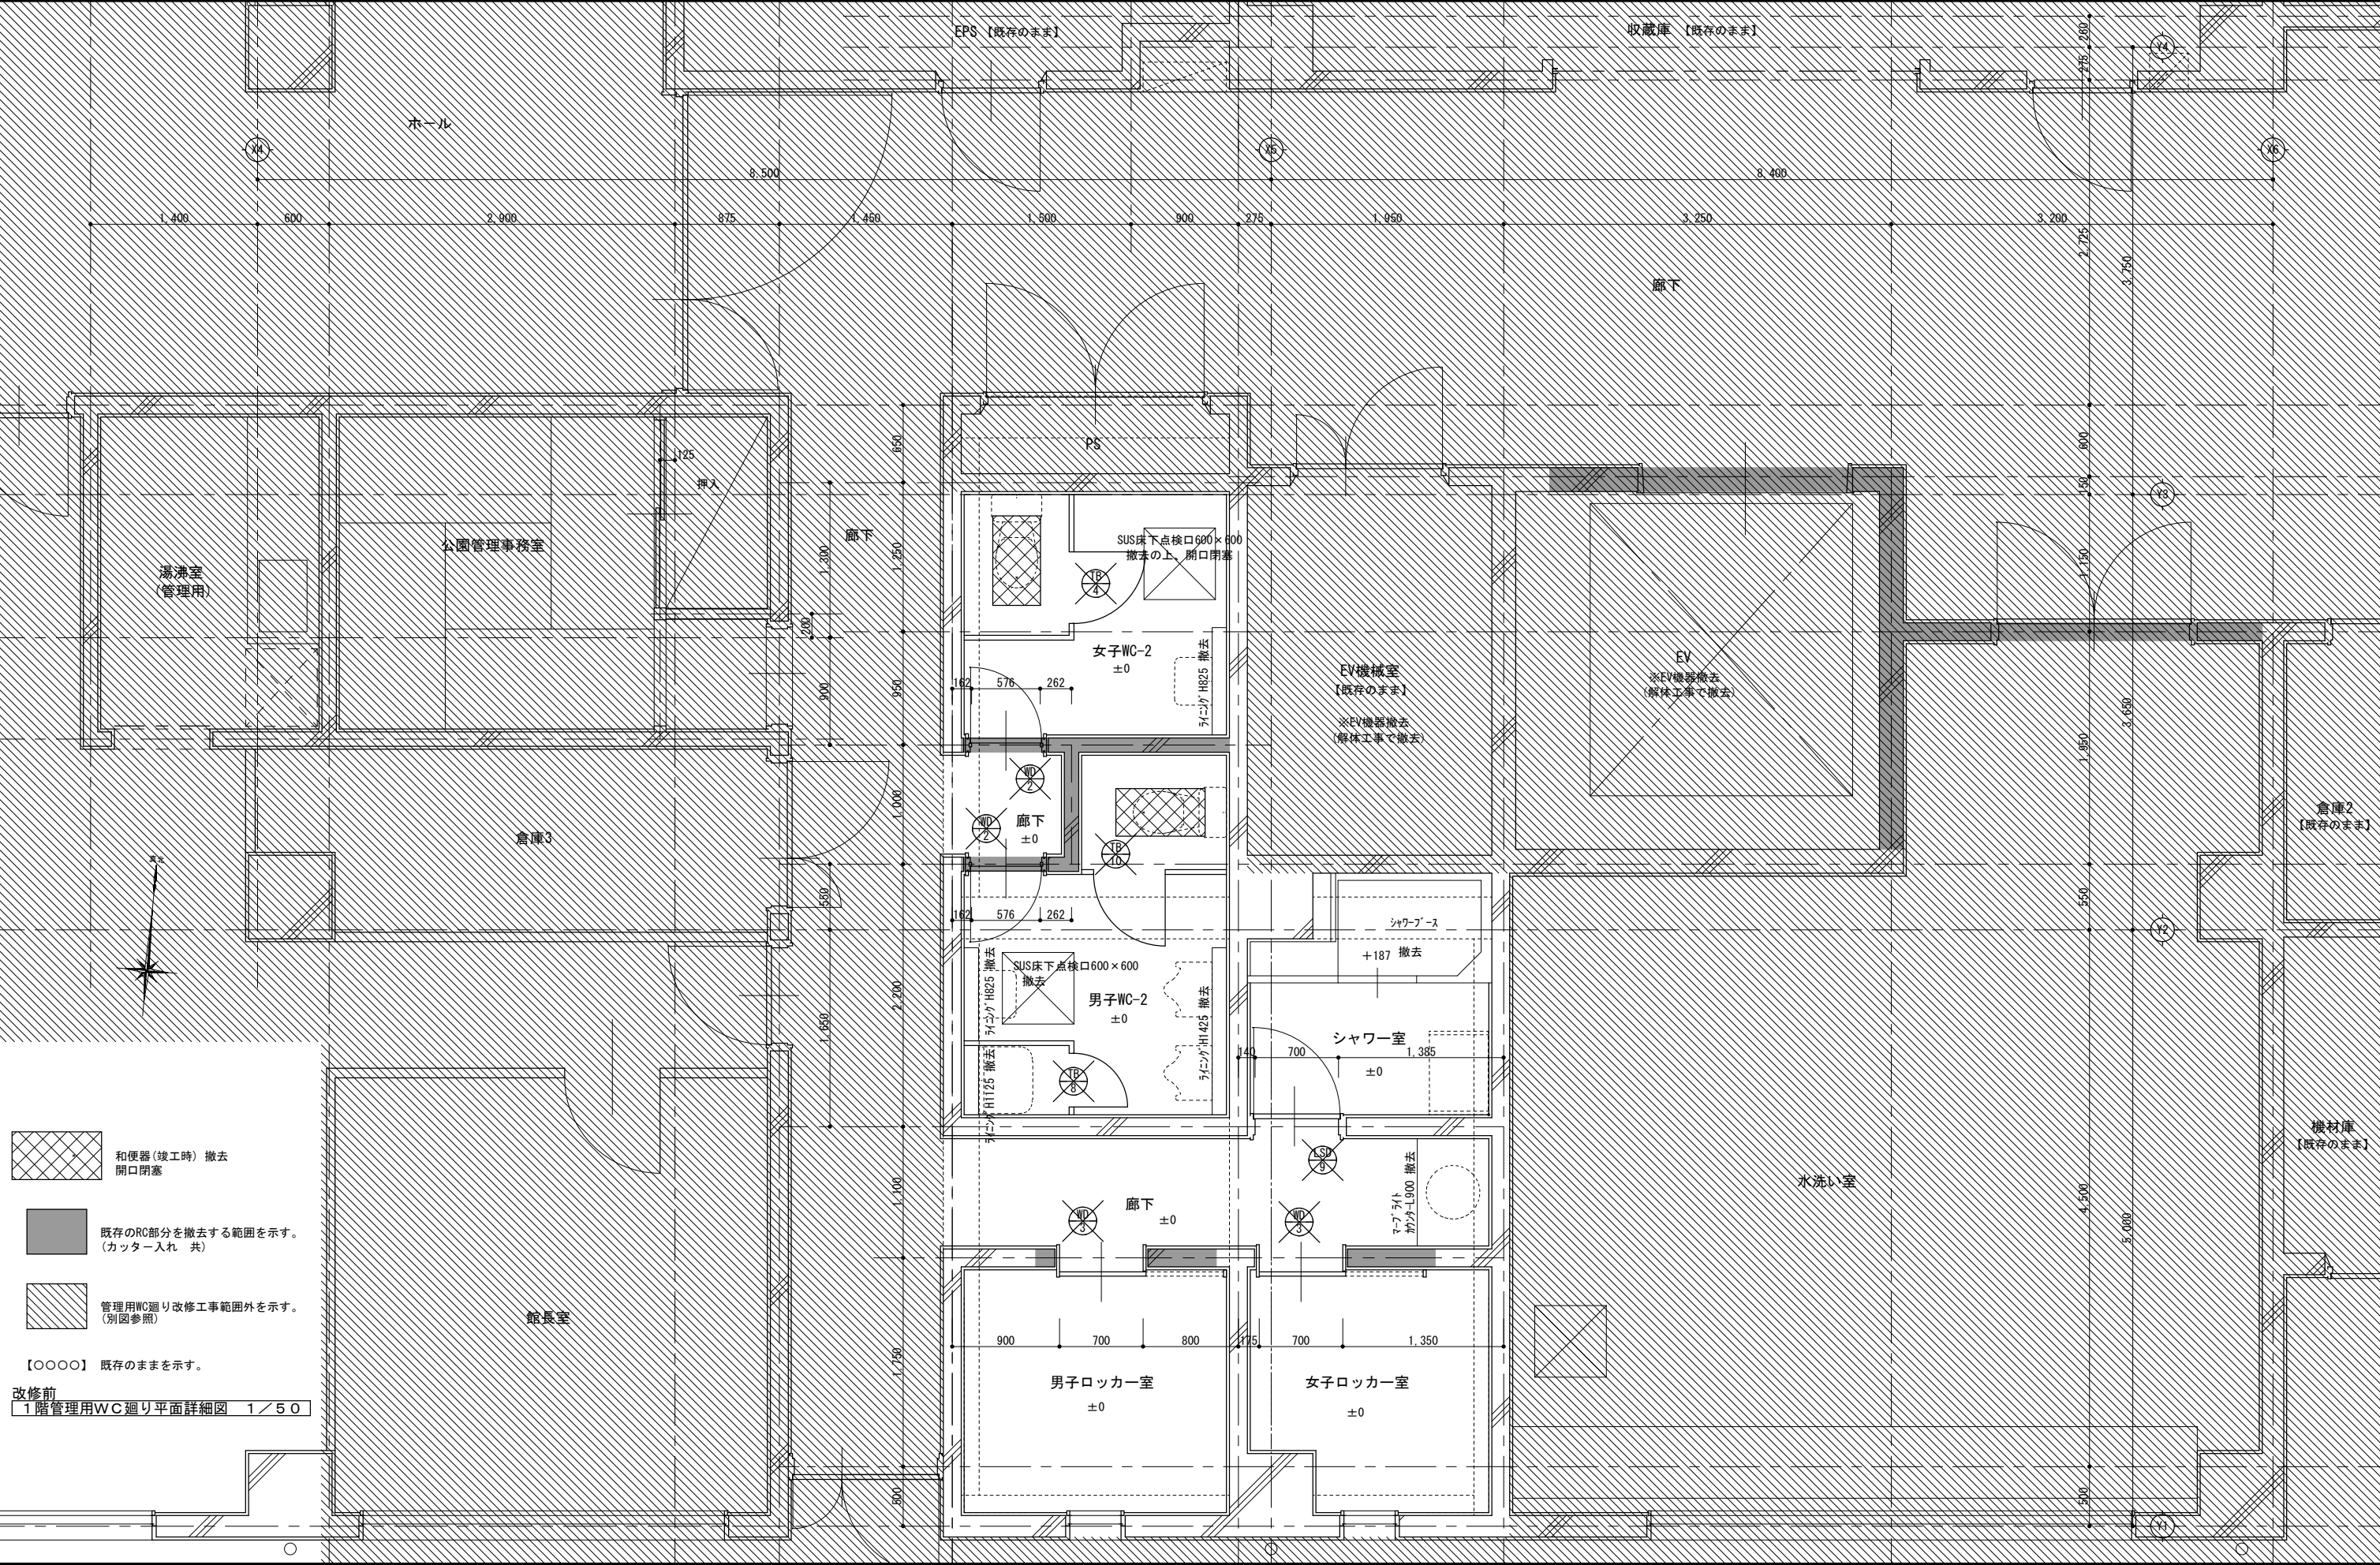 EPS 【既存のまま】
収蔵庫 【既存のまま】
260
275
Y4
ホール
X4
X5
X6
8,500
8,400
1,400
600
2,900
875
1,450
1,500
900
275
1,950
3,250
3,200
2,725
3,750
廊下
650
PS
125
押入
600
150
Y3
公園管理事務室
廊下
1,300
1,250
湯沸室
(管理用)
SUS床下点検口600×600
撤去の上、開口閉塞
TB
4
1,150
200
女子WC-2
±0
ライニング H825 撤去
162
576
262
900
950
EV機械室
【既存のまま】
※EV機器撤去
(解体工事で撤去)
EV
※EV機器撤去
(解体工事で撤去)
3,650
1,950
WD
2
WD
2
廊下
±0
1,000
TB
10
倉庫3
真北
倉庫2
【既存のまま】
550
162
576
262
550
Y2
シャワーブース
撤去
+187
SUS床下点検口600×600
撤去
ライニング H825 撤去
男子WC-2
±0
ライニング H1425 撤去
2,200
1,650
シャワー室
±0
140
700
1,385
ライニング H1125 撤去
TB
8
和便器(竣工時) 撤去
開口閉塞
LSD
9
マーブライト
カウンターL900 撤去
機材庫
【既存のまま】
水洗い室
1,100
廊下
±0
WD
3
WD
3
4,500
5,000
既存のRC部分を撤去する範囲を示す。
(カッター入れ 共)
管理用WC廻り改修工事範囲外を示す。
(別図参照)
館長室
900
700
800
175
700
1,350
1,750
【○○○○】 既存のままを示す。
男子ロッカー室
±0
女子ロッカー室
±0
改修前
1階管理用WC廻り平面詳細図 1/50
500
500
Y1